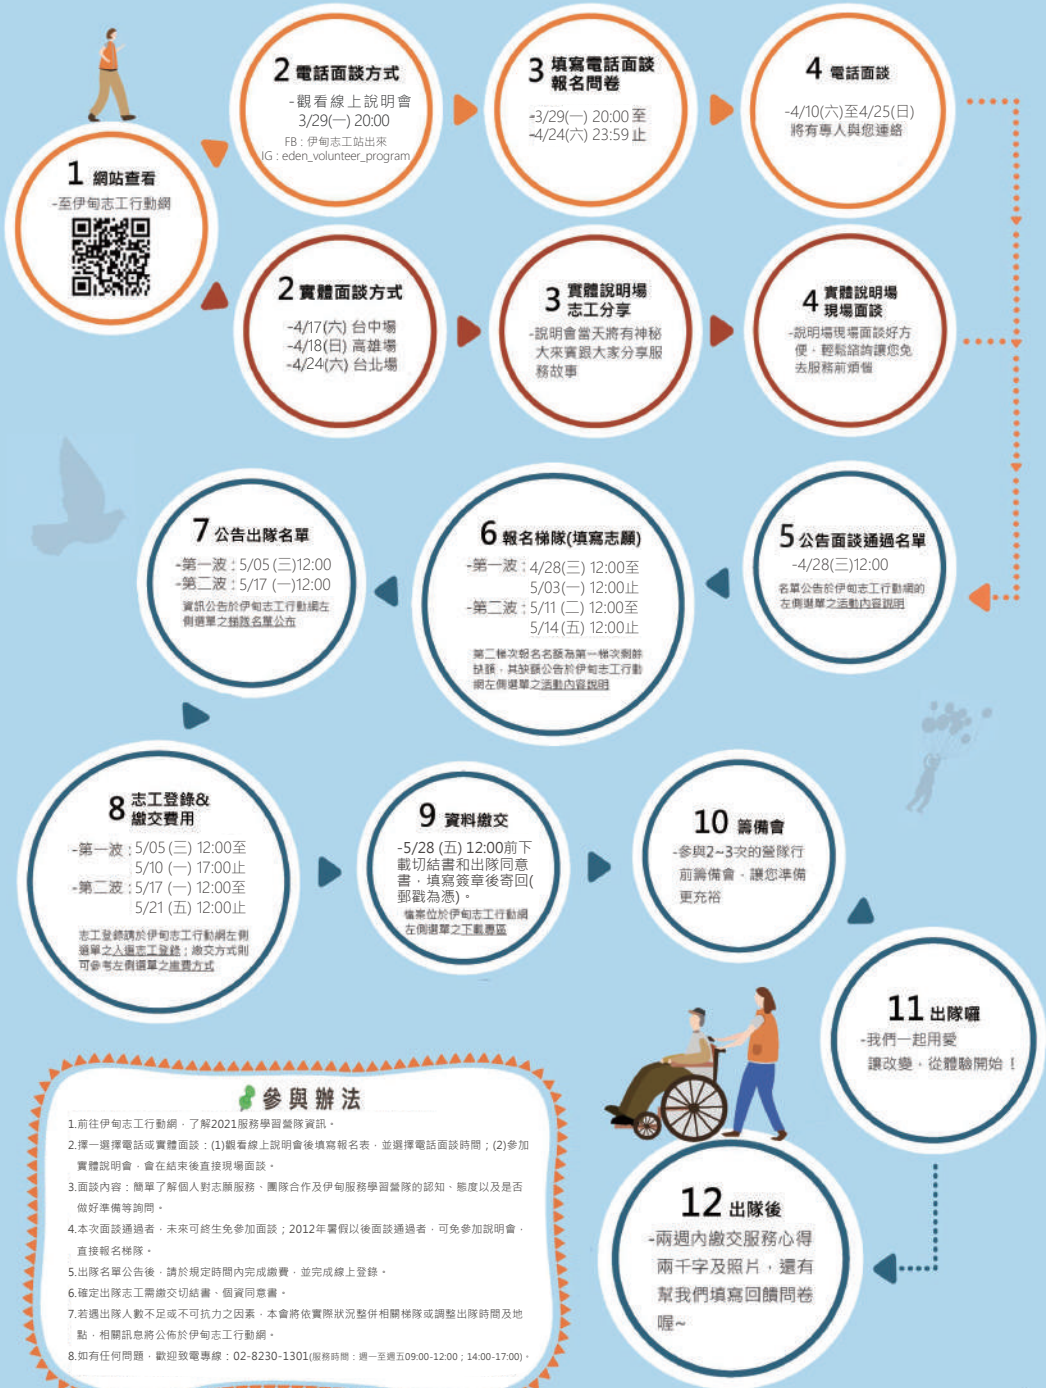 1 網站查看
-至伊甸志工行動網
2 電話面談方式
-觀看線上說明會
3/29(一) 20:00
FB : 伊甸志工站出來
IG : eden_volunteer_program
3 填寫電話面談
報名問卷
-3/29(一) 20:00 至
-4/24(六) 23:59 止
4 電話面談
-4/10(六)至4/25(日)
將有專人與您連絡
2 實體面談方式
-4/17(六) 台中場
-4/18(日) 高雄場
-4/24(六) 台北場
3 實體說明場
志工分享
-說明會當天將有神秘
大來賓跟大家分享服
務故事
4 實體說明場
現場面談
-說明場現場面談好方
便，輕鬆諮詢讓您免
去服務前煩惱
5 公告面談通過名單
-4/28(三)12:00
名單公告於伊甸志工行動網的
左側選單之活動內容說明
6 報名梯隊(填寫志願)
-第一波 : 4/28(三) 12:00至
5/03(一) 12:00止
-第二波 : 5/11 (二) 12:00至
5/14 (五) 12:00止
第二梯次報名名額為第一梯次剩餘
缺額，其缺額公告於伊甸志工行動
網左側選單之活動內容說明
7 公告出隊名單
-第一波 : 5/05 (三)12:00
-第二波 : 5/17 (一)12:00
資訊公告於伊甸志工行動網左
側選單之梯隊名單公布
8 志工登錄&
繳交費用
-第一波 : 5/05 (三) 12:00至
5/10 (一) 17:00止
-第二波 : 5/17 (一) 12:00至
5/21 (五) 12:00止
志工登錄請於伊甸志工行動網左側
選單之入選志工登錄；繳交方式則
可參考左側選單之繳費方式
9 資料繳交
-5/28 (五) 12:00前下
載切結書和出隊同意
書，填寫簽章後寄回(
郵戳為憑)。
檔案位於伊甸志工行動網
左側選單之下載專區
10 籌備會
-參與2~3次的營隊行
前籌備會，讓您準備
更充裕
11 出隊囉
-我們一起用愛
讓改變，從體驗開始！
12 出隊後
-兩週內繳交服務心得
兩千字及照片，還有
幫我們填寫回饋問卷
喔~
參與辦法
1.前往伊甸志工行動網，了解2021服務學習營隊資訊。
2.擇一選擇電話或實體面談：(1)觀看線上說明會後填寫報名表，並選擇電話面談時間；(2)參加
實體說明會，會在結束後直接現場面談。
3.面談內容：簡單了解個人對志願服務、團隊合作及伊甸服務學習營隊的認知、態度以及是否
做好準備等詢問。
4.本次面談通過者，未來可終生免參加面談；2012年暑假以後面談通過者，可免參加說明會，
直接報名梯隊。
5.出隊名單公告後，請於規定時間內完成繳費，並完成線上登錄。
6.確定出隊志工需繳交切結書、個資同意書。
7.若遇出隊人數不足或不可抗力之因素，本會將依實際狀況整併相關梯隊或調整出隊時間及地
點，相關訊息將公佈於伊甸志工行動網。
8.如有任何問題，歡迎致電專線：02-8230-1301(服務時間：週一至週五09:00-12:00；14:00-17:00)。